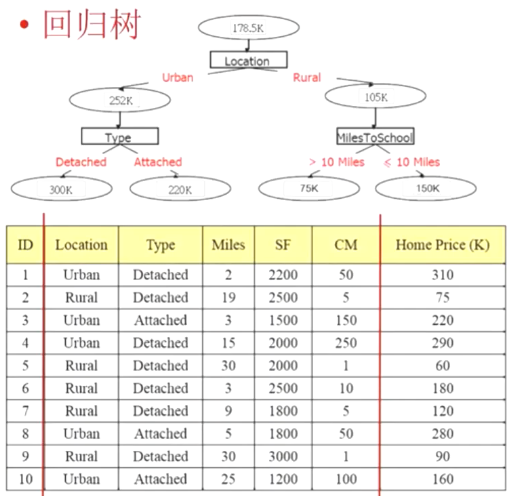 • 回归树
178.5K
Location
Urban Rural
252K 105K
Type MilesToSchool
Detached Attached > 10 Miles ≤ 10 Miles
300K 220K 75K 150K
ID Location Type Miles SF CM Home Price (K)
1 Urban Detached 2 2200 50 310
2 Rural Detached 19 2500 5 75
3 Urban Attached 3 1500 150 220
4 Urban Detached 15 2000 250 290
5 Rural Detached 30 2000 1 60
6 Rural Detached 3 2500 10 180
7 Rural Detached 9 1800 5 120
8 Urban Attached 5 1800 50 280
9 Rural Detached 30 3000 1 90
10 Urban Attached 25 1200 100 160